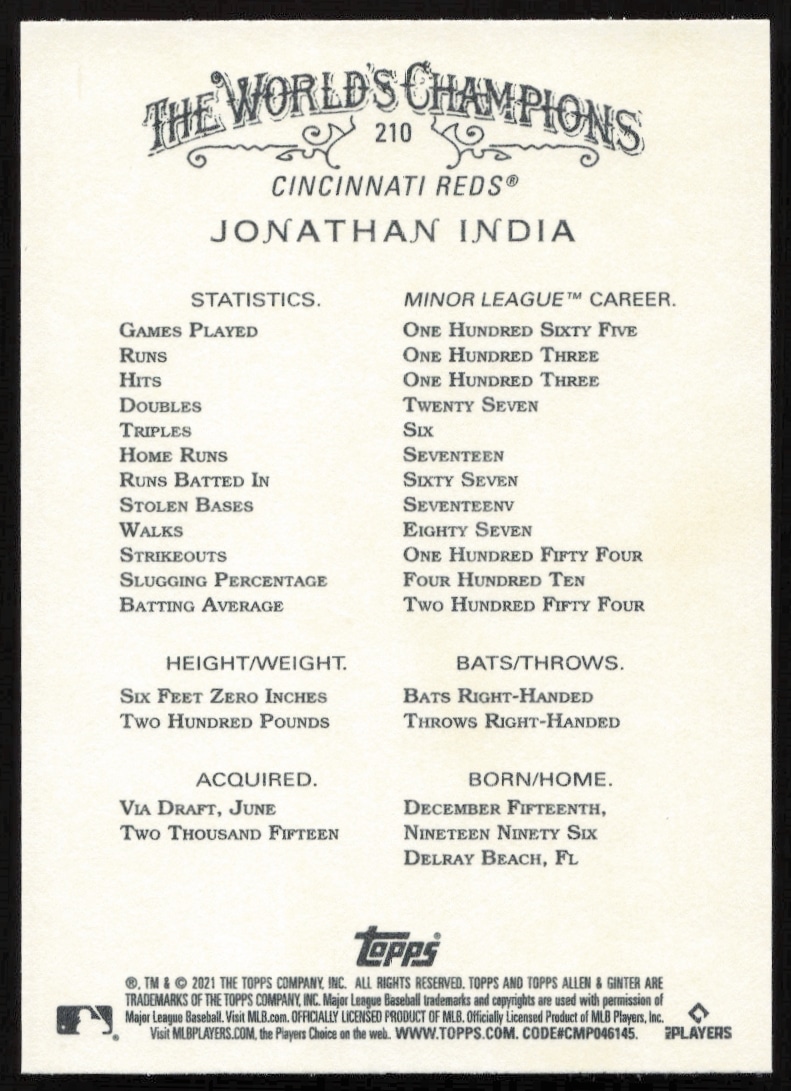 THE WORLD'S CHAMPIONS
210
CINCINNATI REDS®
JONATHAN INDIA
STATISTICS. MINOR LEAGUE™ CAREER.
GAMES PLAYED ONE HUNDRED SIXTY FIVE
RUNS ONE HUNDRED THREE
HITS ONE HUNDRED THREE
DOUBLES TWENTY SEVEN
TRIPLES SIX
HOME RUNS SEVENTEEN
RUNS BATTED IN SIXTY SEVEN
STOLEN BASES SEVENTEENV
WALKS EIGHTY SEVEN
STRIKEOUTS ONE HUNDRED FIFTY FOUR
SLUGGING PERCENTAGE FOUR HUNDRED TEN
BATTING AVERAGE TWO HUNDRED FIFTY FOUR
HEIGHT/WEIGHT. BATS/THROWS.
SIX FEET ZERO INCHES BATS RIGHT-HANDED
TWO HUNDRED POUNDS THROWS RIGHT-HANDED
ACQUIRED. BORN/HOME.
VIA DRAFT, JUNE DECEMBER FIFTEENTH,
TWO THOUSAND FIFTEEN NINETEEN NINETY SIX
DELRAY BEACH, FL
Topps®
®, TM & © 2021 THE TOPPS COMPANY, INC. ALL RIGHTS RESERVED. TOPPS AND TOPPS ALLEN & GINTER ARE
TRADEMARKS OF THE TOPPS COMPANY, INC. Major League Baseball trademarks and copyrights are used with permission of
Major League Baseball. Visit MLB.com. OFFICIALLY LICENSED PRODUCT OF MLB. Officially Licensed Product of MLB Players, Inc.
Visit MLBPLAYERS.COM, the Players Choice on the web. WWW.TOPPS.COM. CODE#CMP046145.
PLAYERS